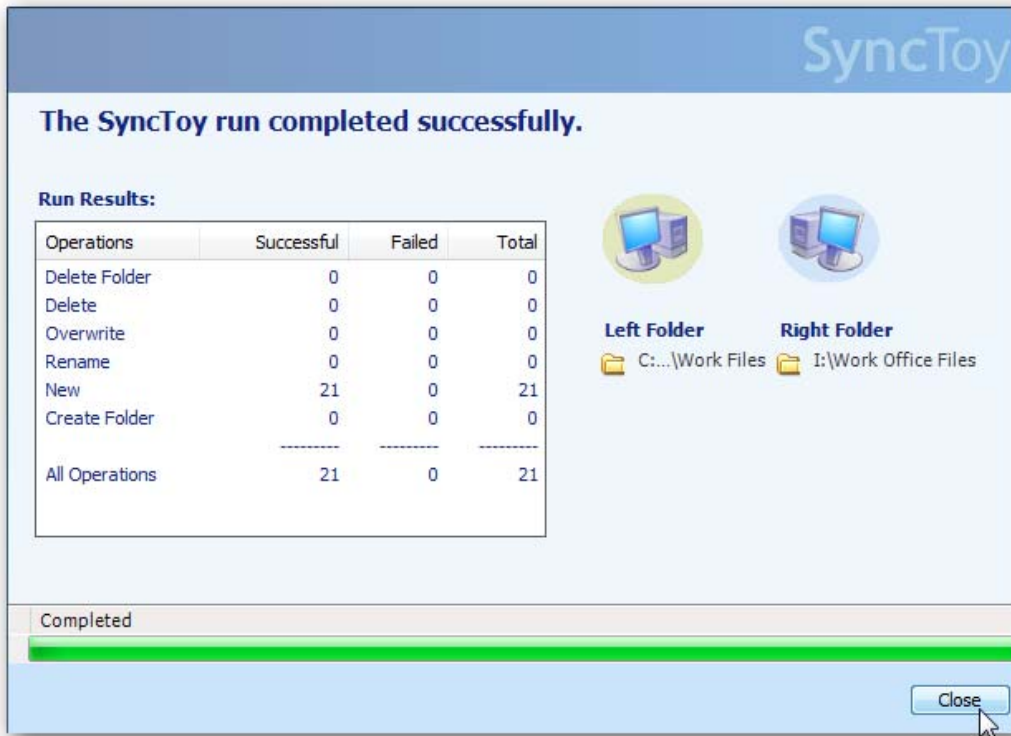 SyncToy
The SyncToy run completed successfully.
Run Results:
Operations Successful Failed Total
Delete Folder 0 0 0
Delete 0 0 0
Overwrite 0 0 0
Rename 0 0 0
New 21 0 21
Create Folder 0 0 0
--------- --------- ---------
All Operations 21 0 21
Left Folder Right Folder
C:...\Work Files I:\Work Office Files
Completed
Close